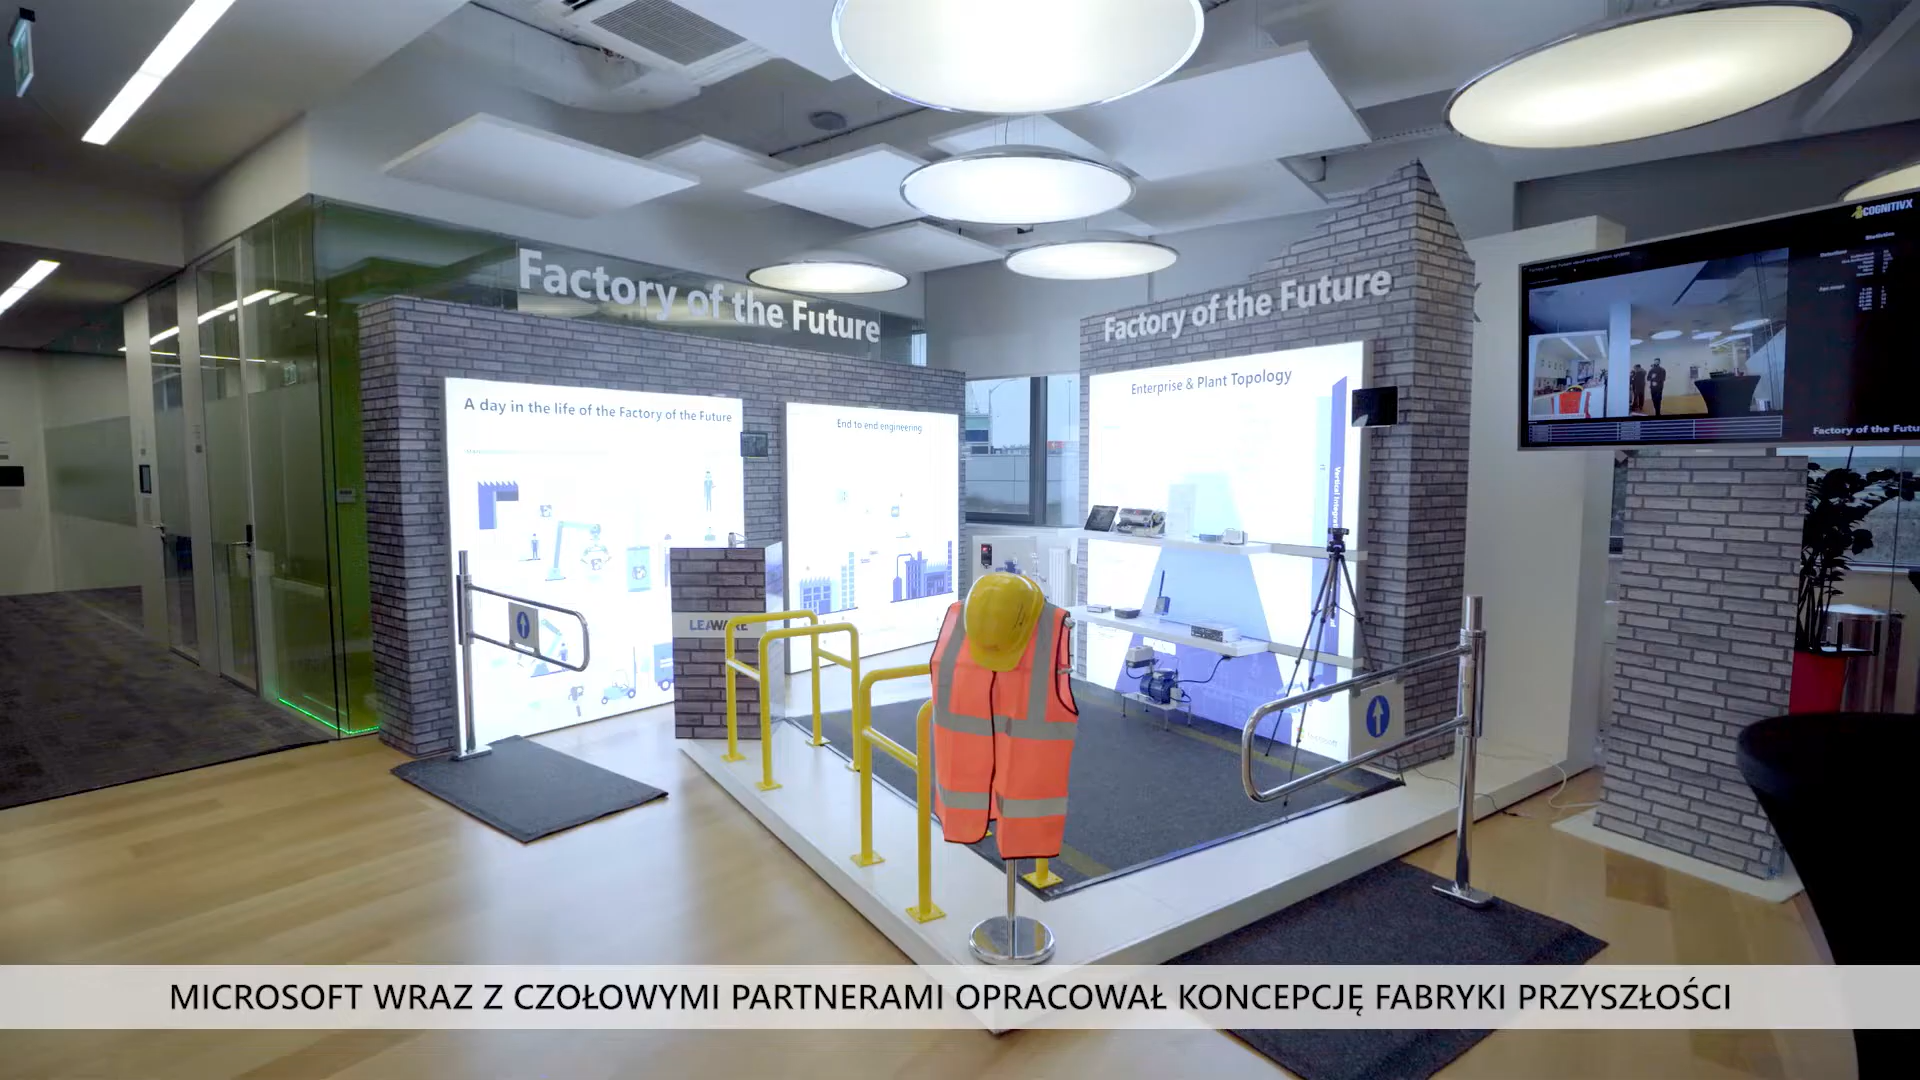 Factory of the Future
Factory of the Future
A day in the life of the Factory of the Future
End to end engineering
Enterprise & Plant Topology
COGNITIVX
Statistics
Factory of the Futu
LEAWARE
MICROSOFT WRAZ Z CZOŁOWYMI PARTNERAMI OPRACOWAŁ KONCEPCJĘ FABRYKI PRZYSZŁOŚCI